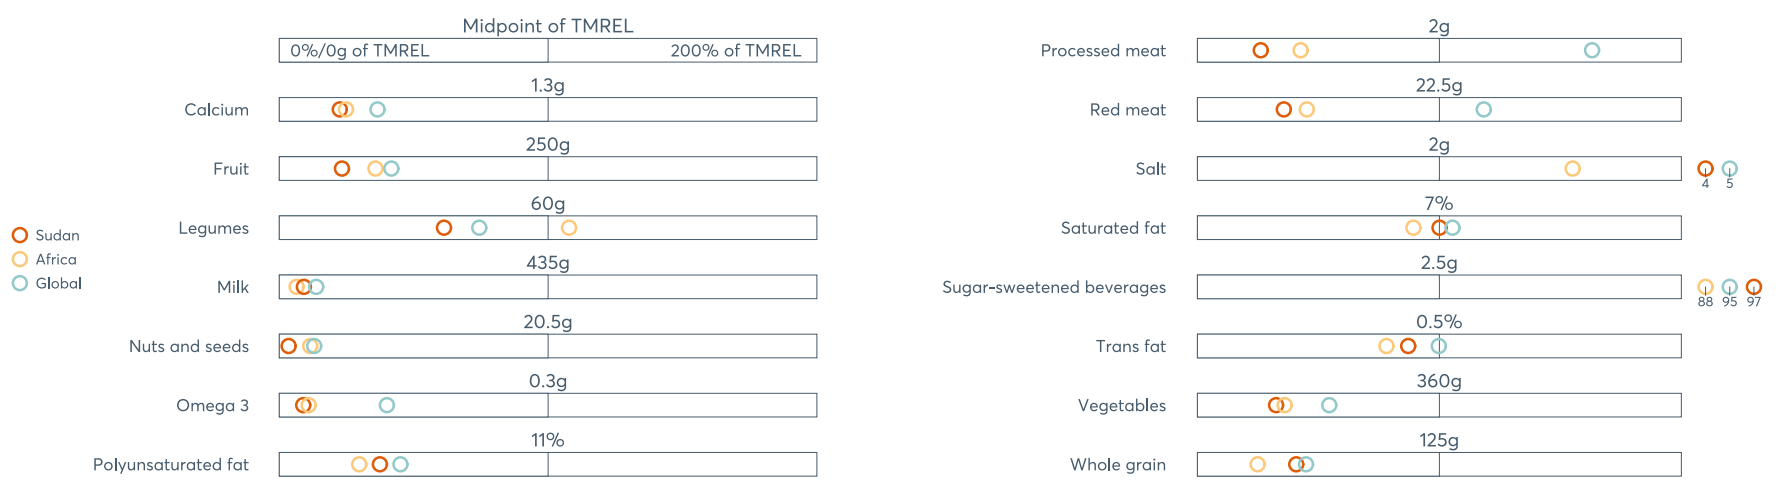 Midpoint of TMREL
0%/0g of TMREL 200% of TMREL
1.3g
Calcium
250g
Fruit
60g
Legumes
435g
Milk
20.5g
Nuts and seeds
0.3g
Omega 3
11%
Polyunsaturated fat
Sudan
Africa
Global
2g
Processed meat
22.5g
Red meat
2g
Salt
4 5
7%
Saturated fat
2.5g
Sugar-sweetened beverages
88 95 97
0.5%
Trans fat
360g
Vegetables
125g
Whole grain